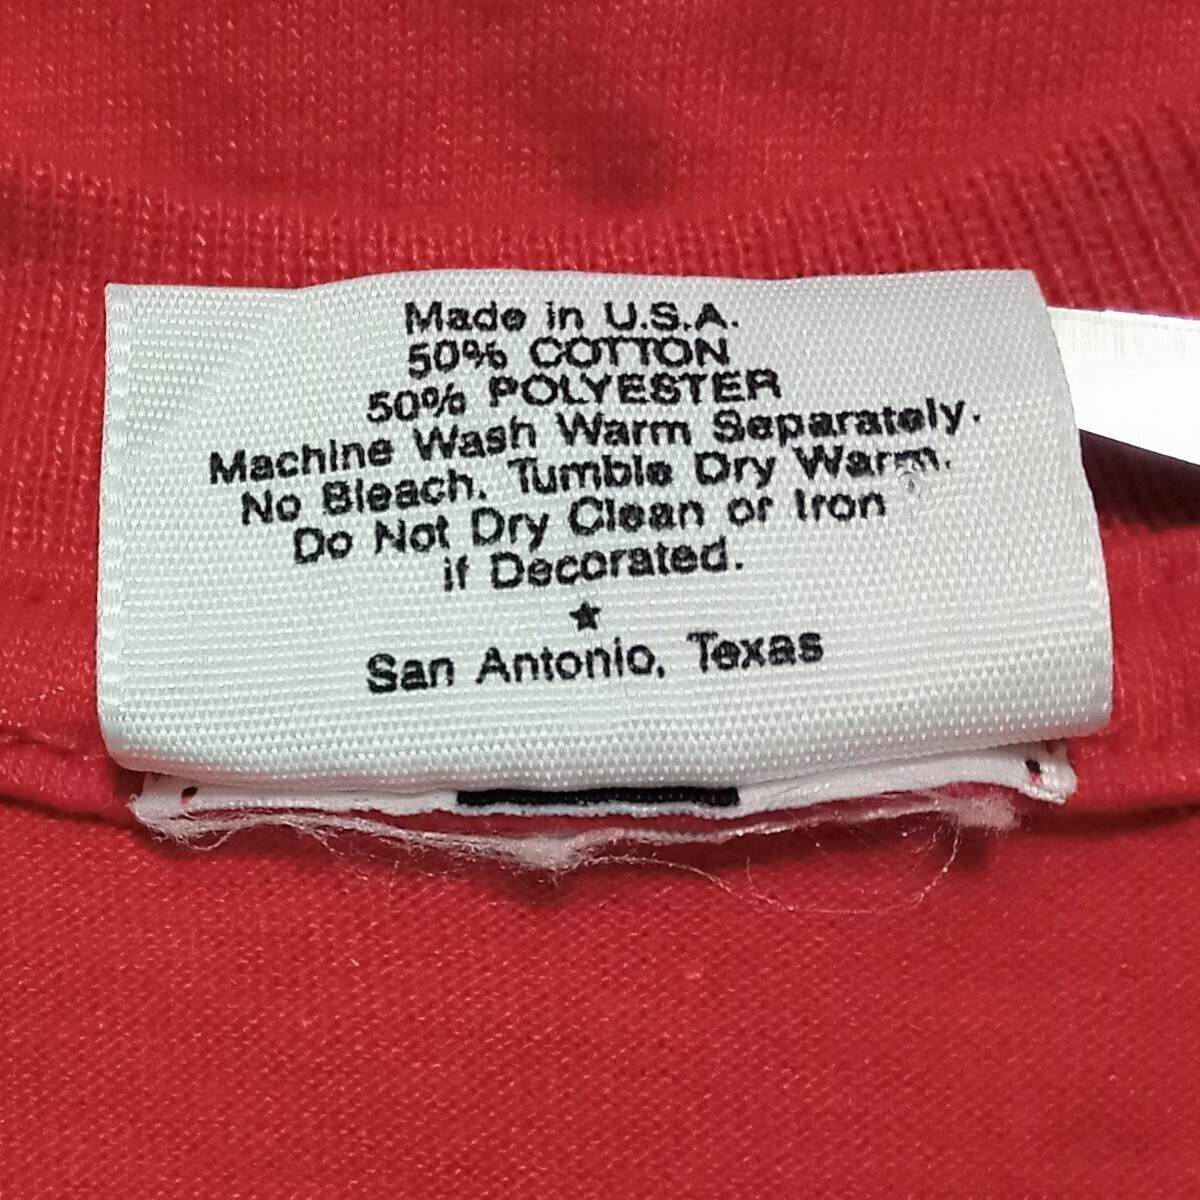 Made in U.S.A.
50% COTTON
50% POLYESTER
Machine Wash Warm Separately.
No Bleach. Tumble Dry Warm.
Do Not Dry Clean or Iron
if Decorated.
★
San Antonio, Texas